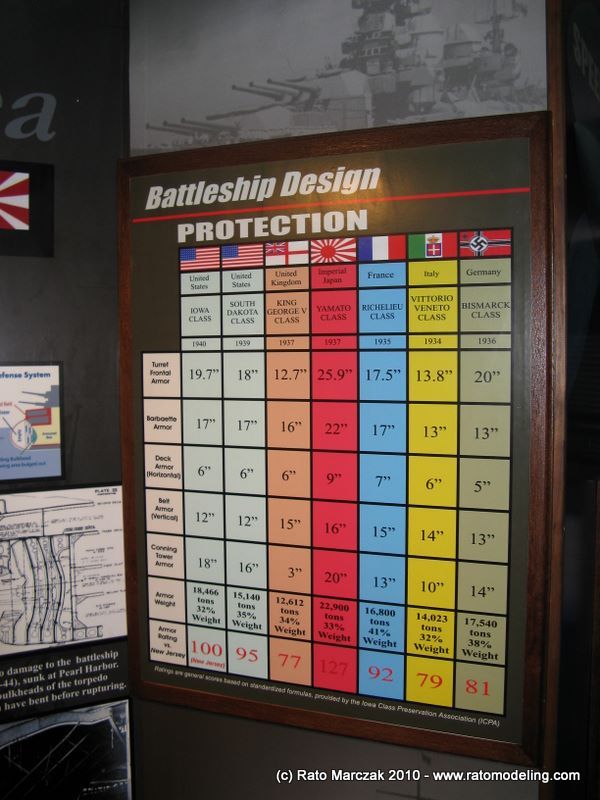 ca
Battleship Design
PROTECTION
United States United States United Kingdom Imperial Japan France Italy Germany
IOWA CLASS SOUTH DAKOTA CLASS KING GEORGE V CLASS YAMATO CLASS RICHELIEU CLASS VITTORIO VENETO CLASS BISMARCK CLASS
1940 1939 1937 1937 1935 1934 1936
Turret Frontal Armor 19.7" 18" 12.7" 25.9" 17.5" 13.8" 20"
Barbaette Armor 17" 17" 16" 22" 17" 13" 13"
Deck Armor (Horizontal) 6" 6" 6" 9" 7" 6" 5"
Belt Armor (Vertical) 12" 12" 15" 16" 15" 14" 13"
Conning Tower Armor 18" 16" 3" 20" 13" 10" 14"
Armor Weight 18,466 tons 32% Weight 15,140 tons 35% Weight 12,612 tons 34% Weight 22,900 tons 33% Weight 16,800 tons 41% Weight 14,023 tons 32% Weight 17,540 tons 38% Weight
Armor Rating vs. New Jersey 100 (New Jersey) 95 77 127 92 79 81
Ratings are general scores based on standardized formulas, provided by the Iowa Class Preservation Association (ICPA)
efense System
PLATE
o damage to the battleship
-44), sunk at Pearl Harbor.
bulkheads of the torpedo
have bent before rupturing.
(c) Rato Marczak 2010 - www.ratomodeling.com